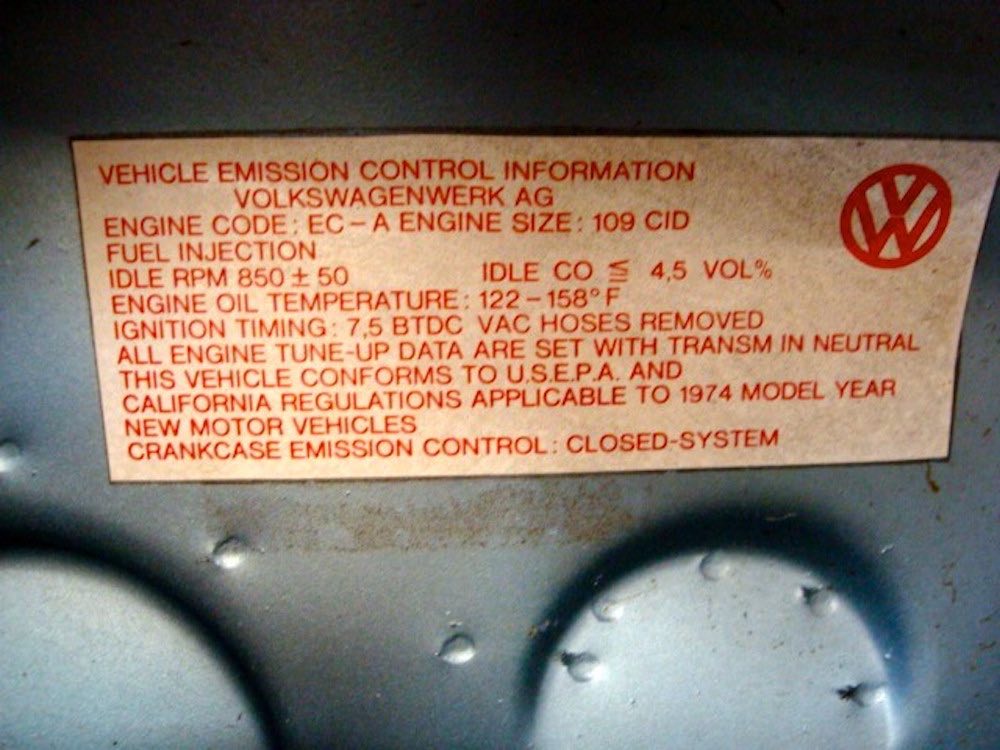 VEHICLE EMISSION CONTROL INFORMATION
VOLKSWAGENWERK AG
ENGINE CODE: EC-A ENGINE SIZE: 109 CID
FUEL INJECTION
IDLE RPM 850 ± 50 IDLE CO ≦ 4,5 VOL%
ENGINE OIL TEMPERATURE: 122-158° F
IGNITION TIMING: 7,5 BTDC VAC HOSES REMOVED
ALL ENGINE TUNE-UP DATA ARE SET WITH TRANSM IN NEUTRAL
THIS VEHICLE CONFORMS TO U.S.E.P.A. AND
CALIFORNIA REGULATIONS APPLICABLE TO 1974 MODEL YEAR
NEW MOTOR VEHICLES
CRANKCASE EMISSION CONTROL: CLOSED-SYSTEM
VW